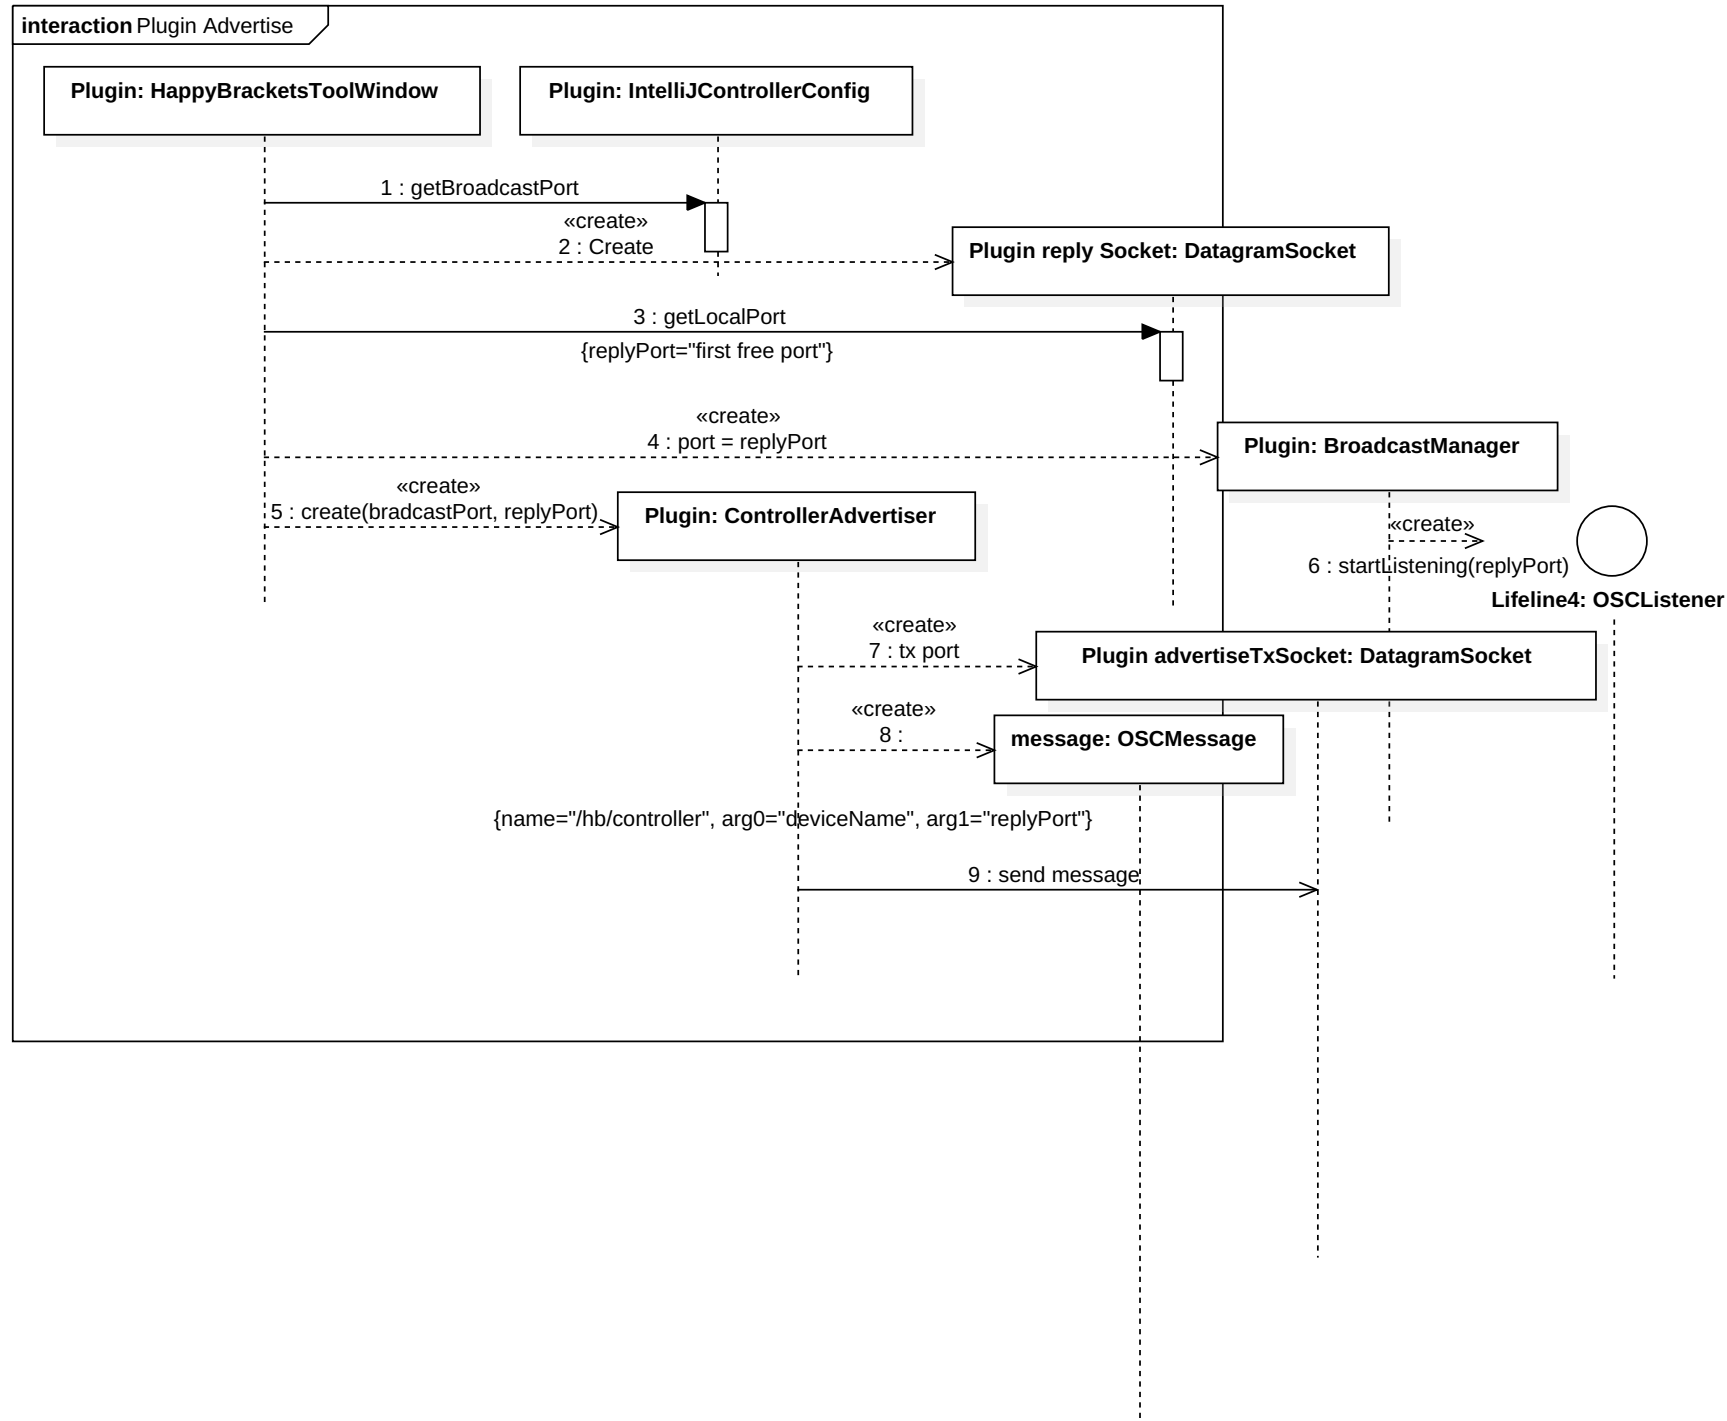 interaction Plugin Advertise
Plugin: HappyBracketsToolWindow
Plugin: IntelliJControllerConfig
1 : getBroadcastPort
«create»
2 : Create
Plugin reply Socket: DatagramSocket
3 : getLocalPort
{replyPort="first free port"}
«create»
4 : port = replyPort
Plugin: BroadcastManager
«create»
5 : create(bradcastPort, replyPort)
Plugin: ControllerAdvertiser
«create»
6 : startListening(replyPort)
Lifeline4: OSCListener
«create»
7 : tx port
Plugin advertiseTxSocket: DatagramSocket
«create»
8 :
message: OSCMessage
{name="/hb/controller", arg0="deviceName", arg1="replyPort"}
9 : send message